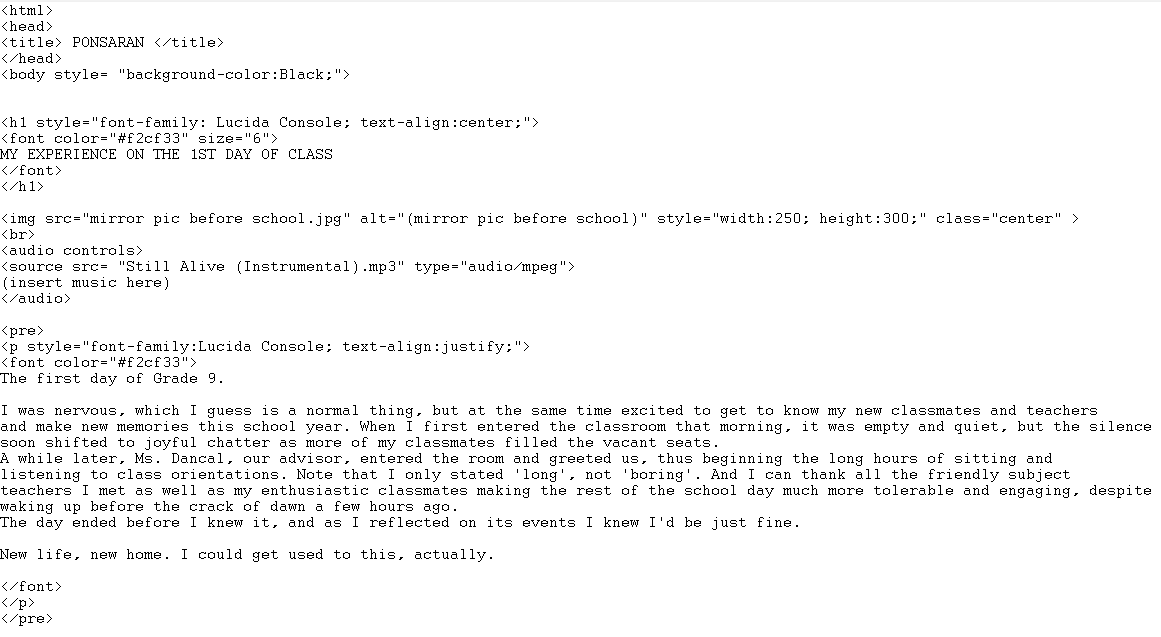 <html>
<head>
<title> PONSARAN </title>
</head>
<body style= "background-color:Black;">
<h1 style="font-family: Lucida Console; text-align:center;">
<font color="#f2cf33" size="6">
MY EXPERIENCE ON THE 1ST DAY OF CLASS
</font>
</h1>
<img src="mirror pic before school.jpg" alt="(mirror pic before school)" style="width:250; height:300;" class="center" >
<br>
<audio controls>
<source src= "Still Alive (Instrumental).mp3" type="audio/mpeg">
(insert music here)
</audio>
<pre>
<p style="font-family:Lucida Console; text-align:justify;">
<font color="#f2cf33">
The first day of Grade 9.
I was nervous, which I guess is a normal thing, but at the same time excited to get to know my new classmates and teachers
and make new memories this school year. When I first entered the classroom that morning, it was empty and quiet, but the silence
soon shifted to joyful chatter as more of my classmates filled the vacant seats.
A while later, Ms. Dancal, our advisor, entered the room and greeted us, thus beginning the long hours of sitting and
listening to class orientations. Note that I only stated 'long', not 'boring'. And I can thank all the friendly subject
teachers I met as well as my enthusiastic classmates making the rest of the school day much more tolerable and engaging, despite
waking up before the crack of dawn a few hours ago.
The day ended before I knew it, and as I reflected on its events I knew I'd be just fine.
New life, new home. I could get used to this, actually.
</font>
</p>
</pre>